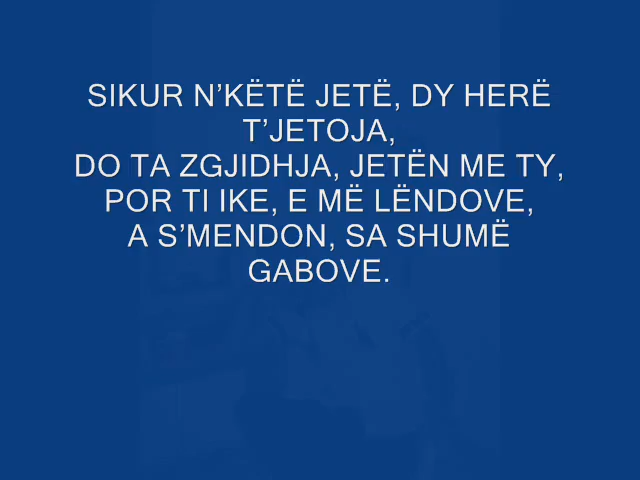 SIKUR N’KËTË JETË, DY HERË
T’JETOJA,
DO TA ZGJIDHJA, JETËN ME TY,
POR TI IKE, E MË LËNDOVE,
A S’MENDON, SA SHUMË
GABOVE.